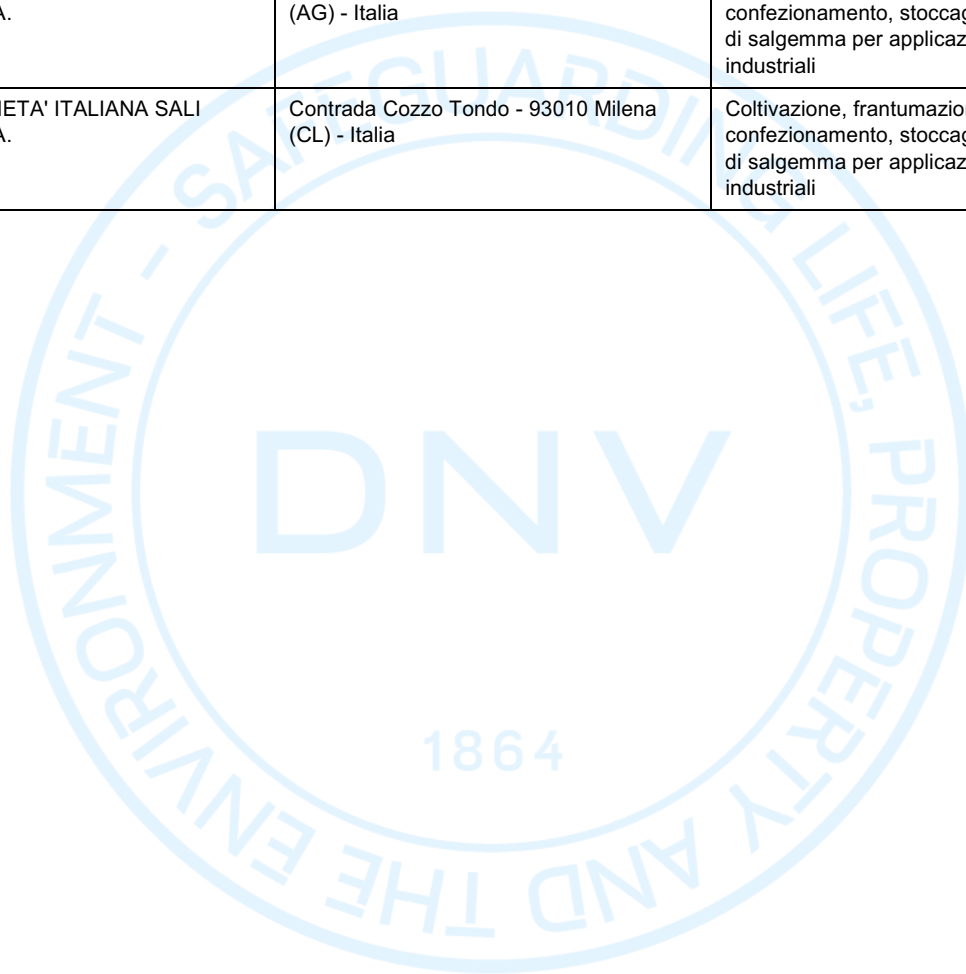 A.
(AG) - Italia
confezionamento, stoccag
di salgemma per applicaz
industriali
IETA' ITALIANA SALI
A.
Contrada Cozzo Tondo - 93010 Milena
(CL) - Italia
Coltivazione, frantumazio
confezionamento, stoccag
di salgemma per applicaz
industriali
SAFEGUARDING LIFE, PROPERTY AND THE ENVIRONMENT -
DNV
1864